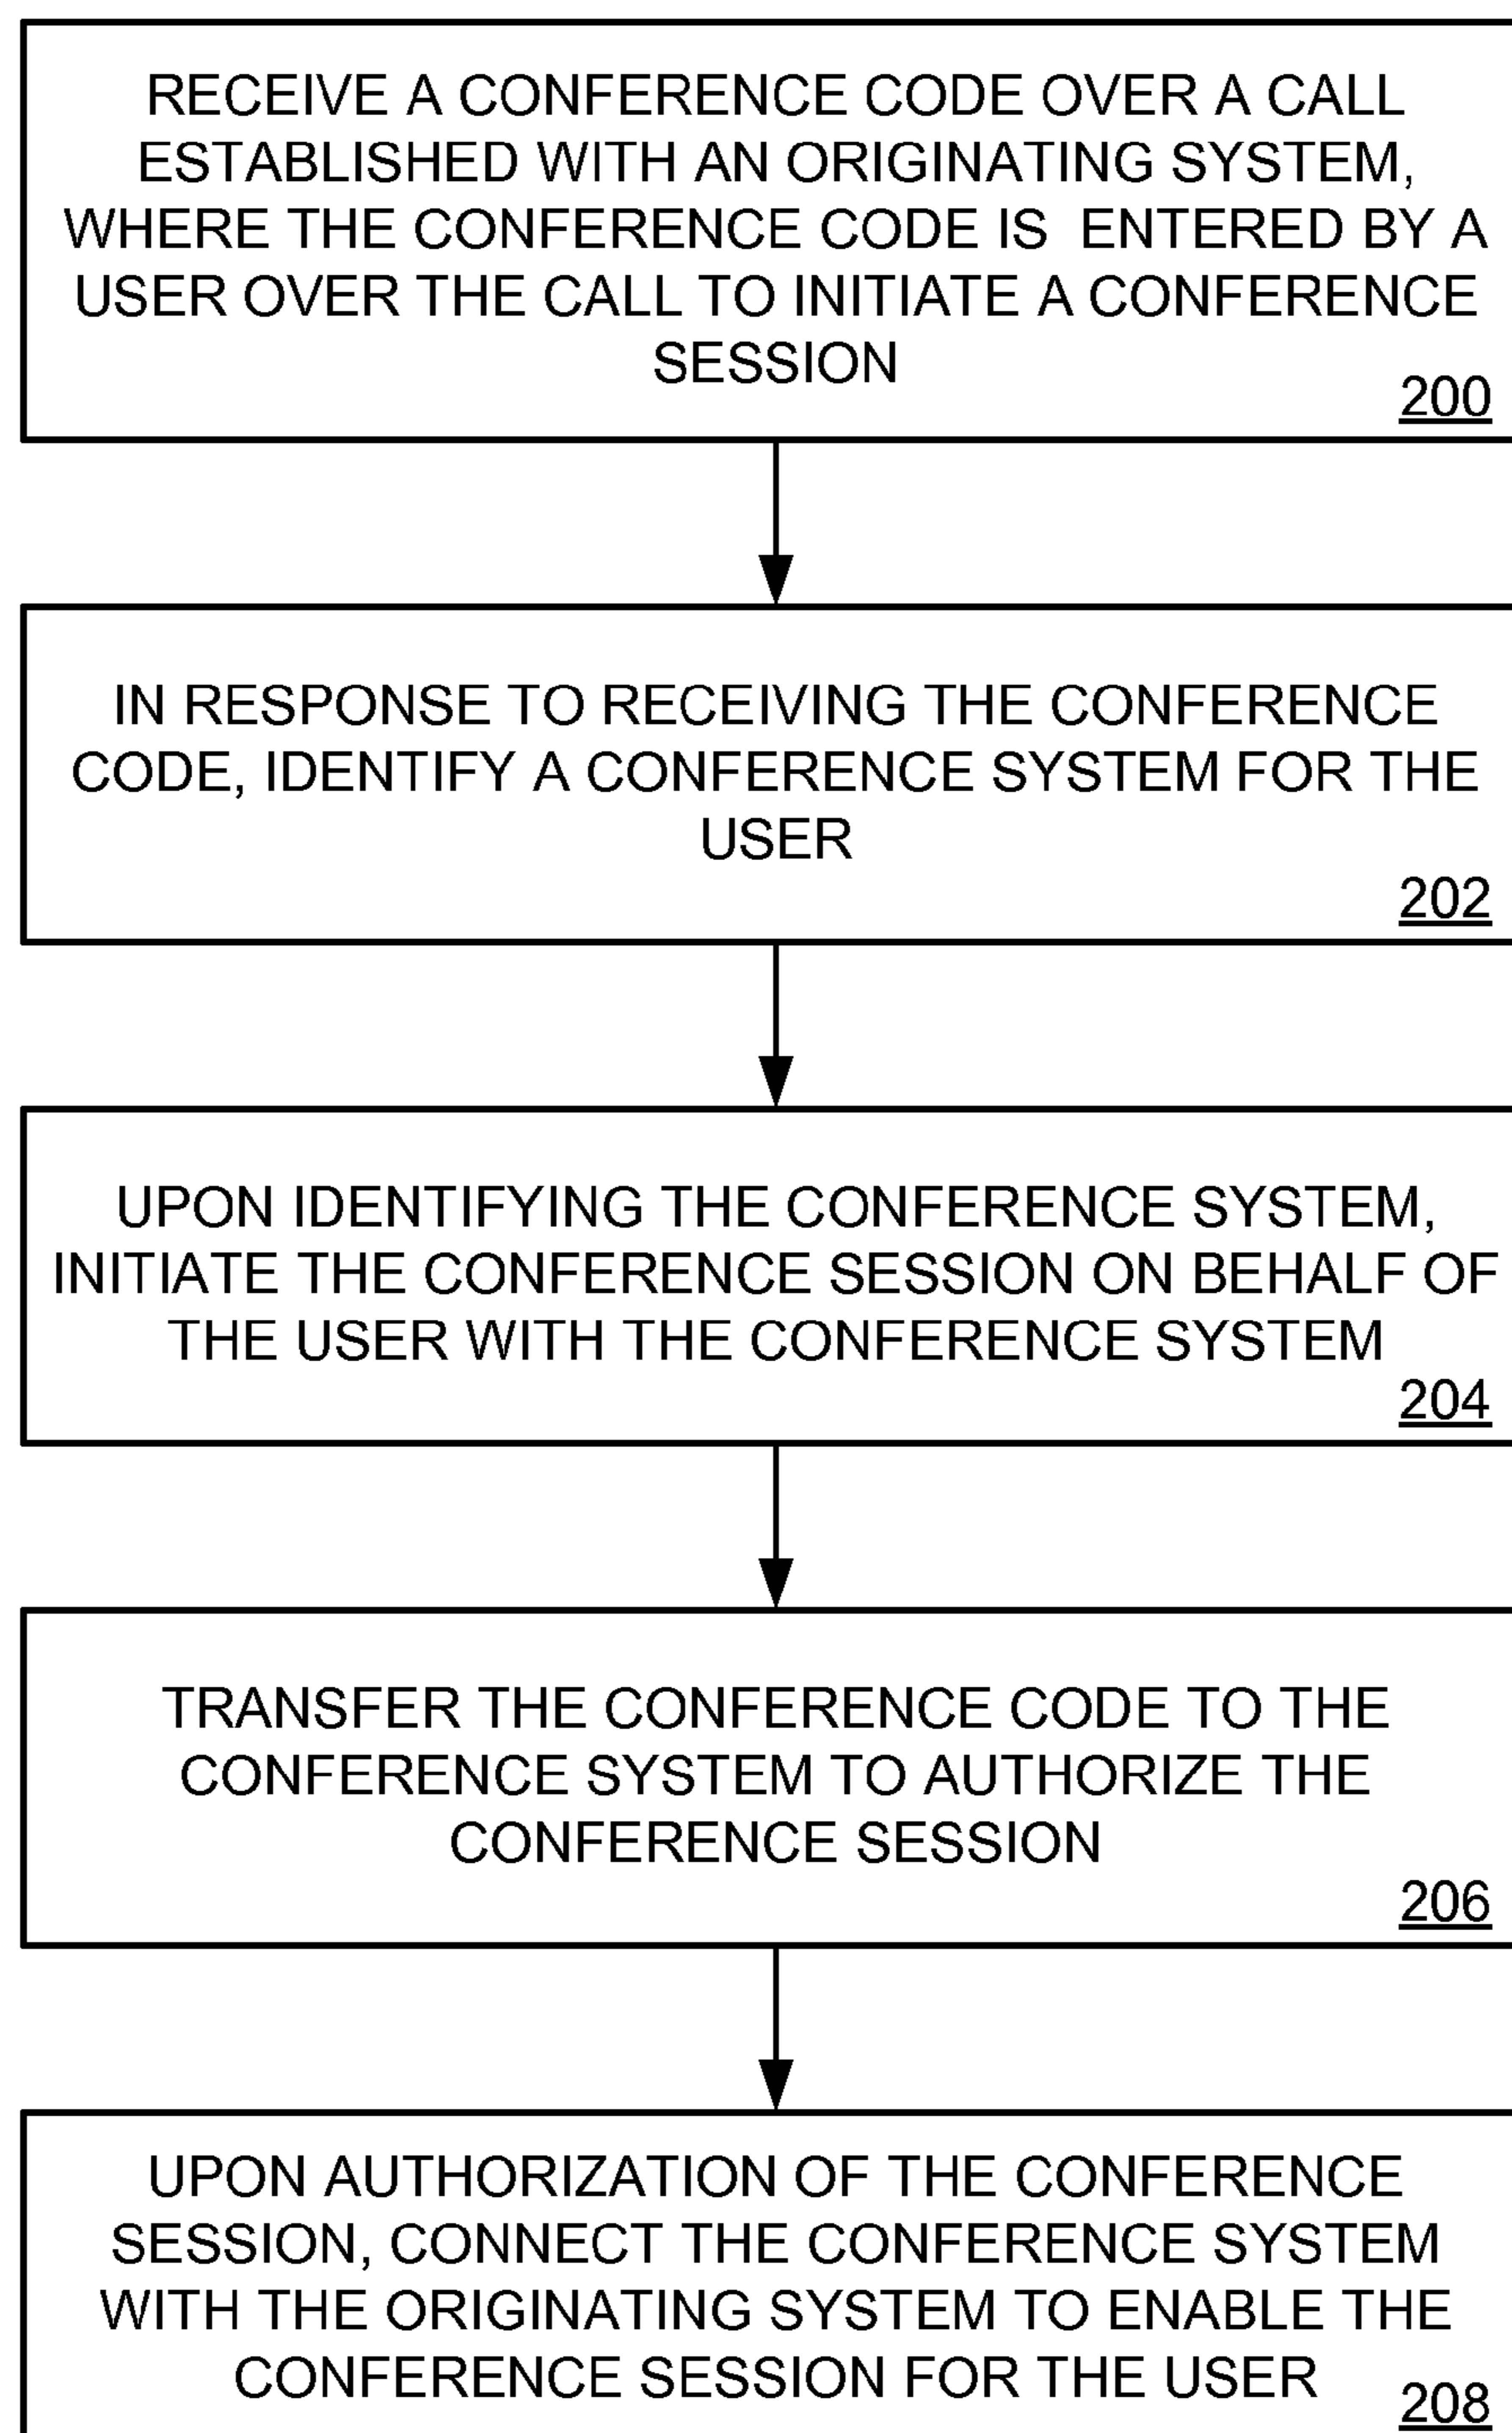 RECEIVE A CONFERENCE CODE OVER A CALL
ESTABLISHED WITH AN ORIGINATING SYSTEM,
WHERE THE CONFERENCE CODE IS ENTERED BY A
USER OVER THE CALL TO INITIATE A CONFERENCE
SESSION
200
IN RESPONSE TO RECEIVING THE CONFERENCE
CODE, IDENTIFY A CONFERENCE SYSTEM FOR THE
USER
202
UPON IDENTIFYING THE CONFERENCE SYSTEM,
INITIATE THE CONFERENCE SESSION ON BEHALF OF
THE USER WITH THE CONFERENCE SYSTEM
204
TRANSFER THE CONFERENCE CODE TO THE
CONFERENCE SYSTEM TO AUTHORIZE THE
CONFERENCE SESSION
206
UPON AUTHORIZATION OF THE CONFERENCE
SESSION, CONNECT THE CONFERENCE SYSTEM
WITH THE ORIGINATING SYSTEM TO ENABLE THE
CONFERENCE SESSION FOR THE USER
208